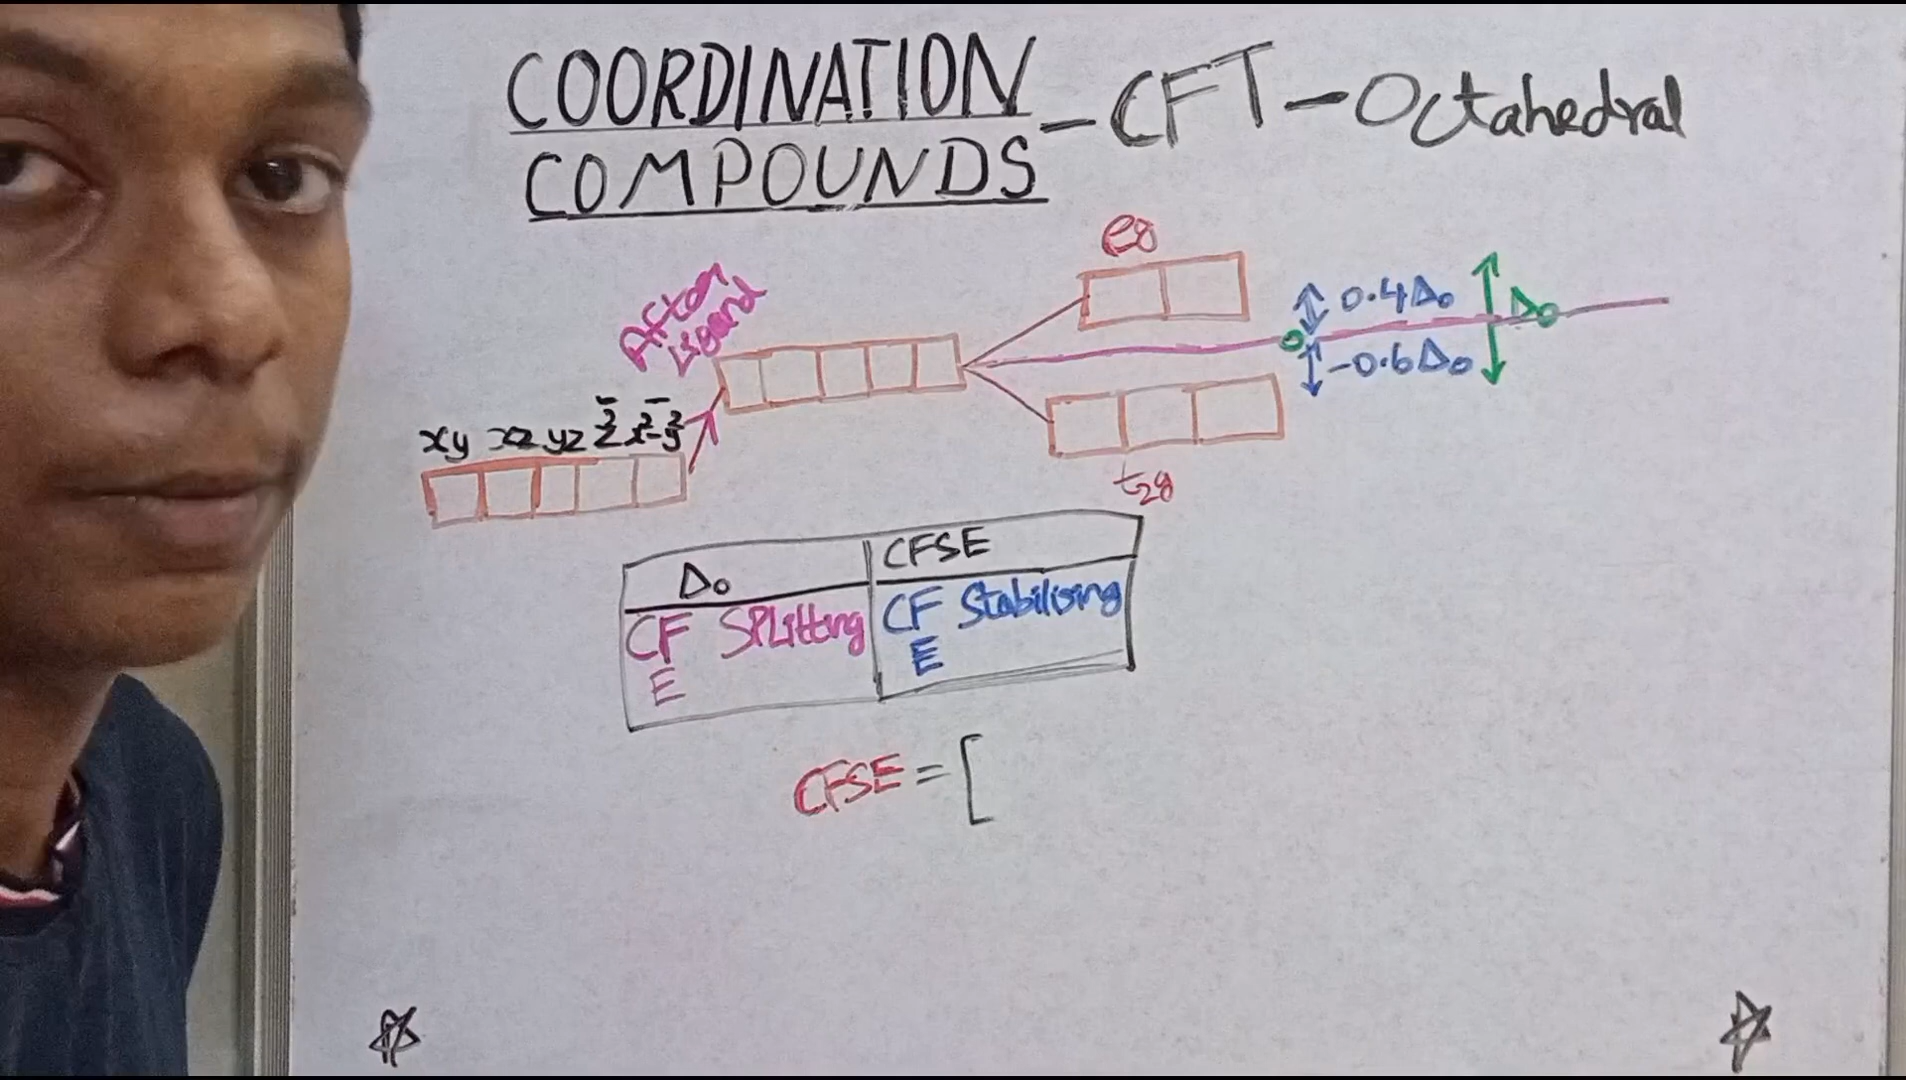 COORDINATION
COMPOUNDS - CFT - Octahedral
eg
After
Ligand
0.4Δo
Δo
0
-0.6Δo
xy xz yz z² x²-y²
t2g
Δo
CFSE
CF SPLitting
E
CF Stabilising
E
CFSE = [